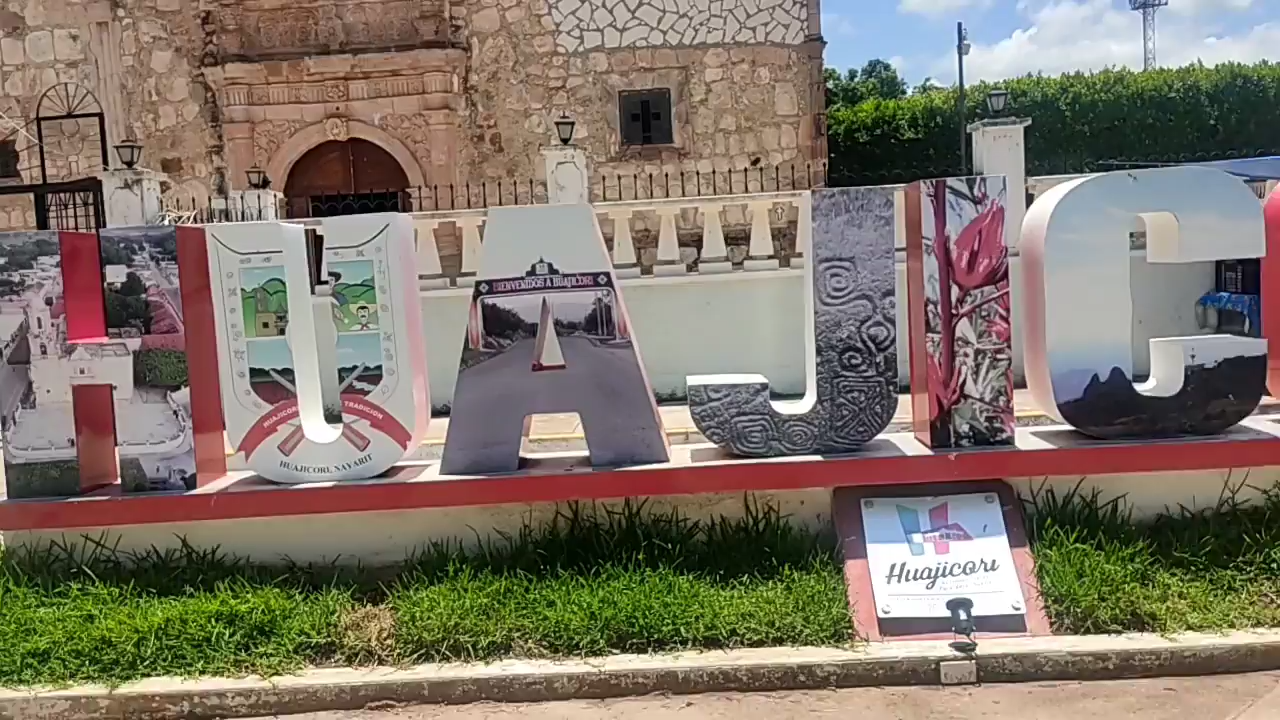 HUAJIC
BIENVENIDOS A HUAJICORI
HUAJICORI TRADICION
HUAJICORI, NAYARIT
H
Huajicori